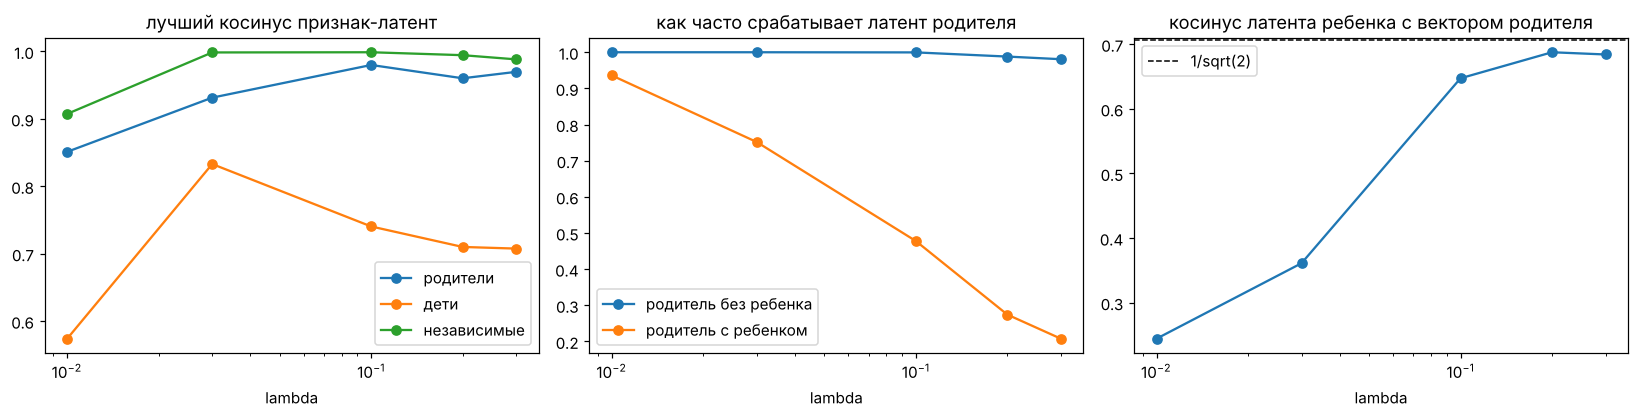 лучший косинус признак-латент
1.0
0.9
0.8
0.7
0.6
10⁻²
10⁻¹
lambda
родители
дети
независимые
как часто срабатывает латент родителя
1.0
0.9
0.8
0.7
0.6
0.5
0.4
0.3
0.2
10⁻²
10⁻¹
lambda
родитель без ребенка
родитель с ребенком
косинус латента ребенка с вектором родителя
0.7
0.6
0.5
0.4
0.3
10⁻²
10⁻¹
lambda
1/sqrt(2)